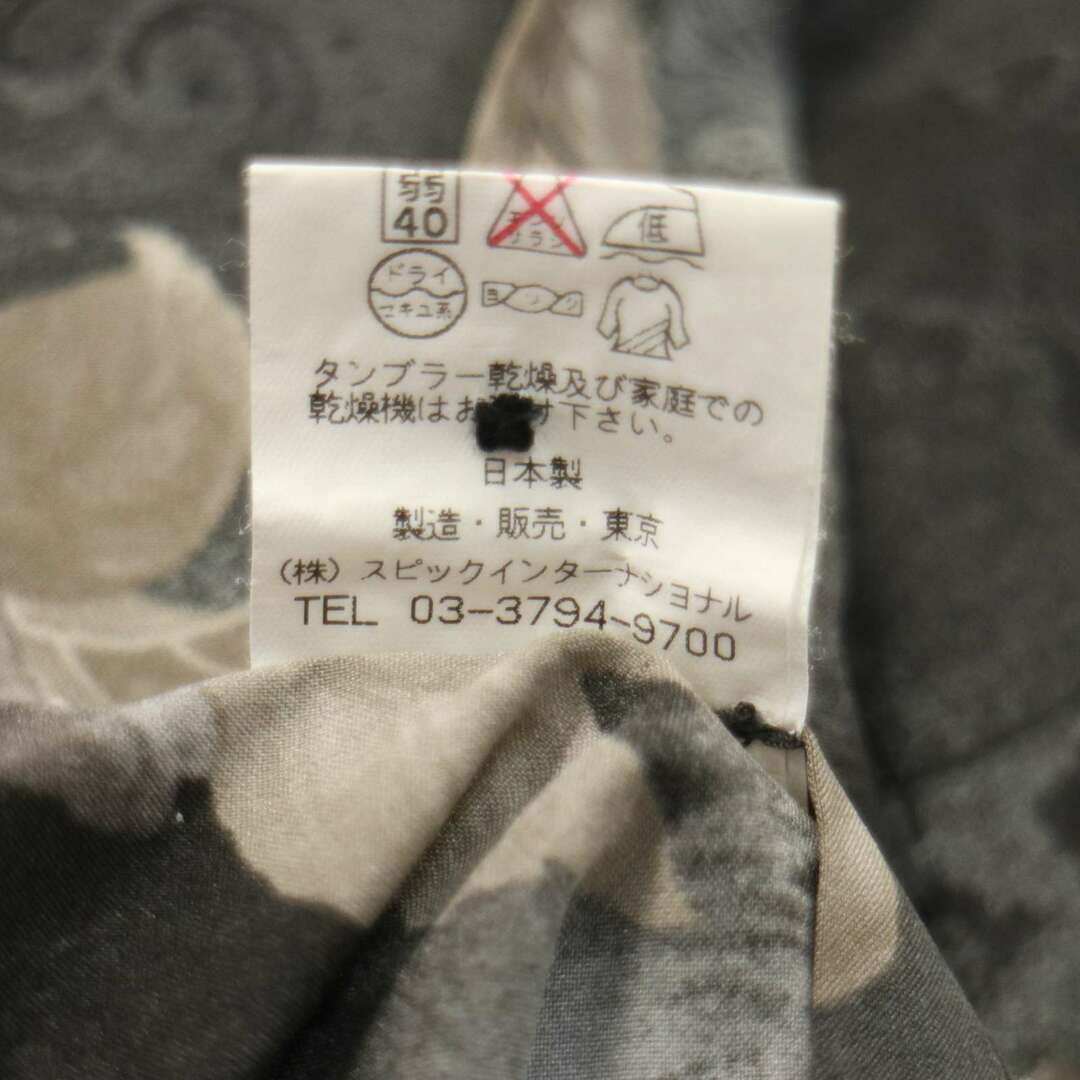 弱
40
低
ドライ
セキユ系
ヨワク
タンブラー乾燥及び家庭での
乾燥機はお け下さい。
日本製
製造・販売・東京
(株) スピックインターナショナル
TEL 03-3794-9700